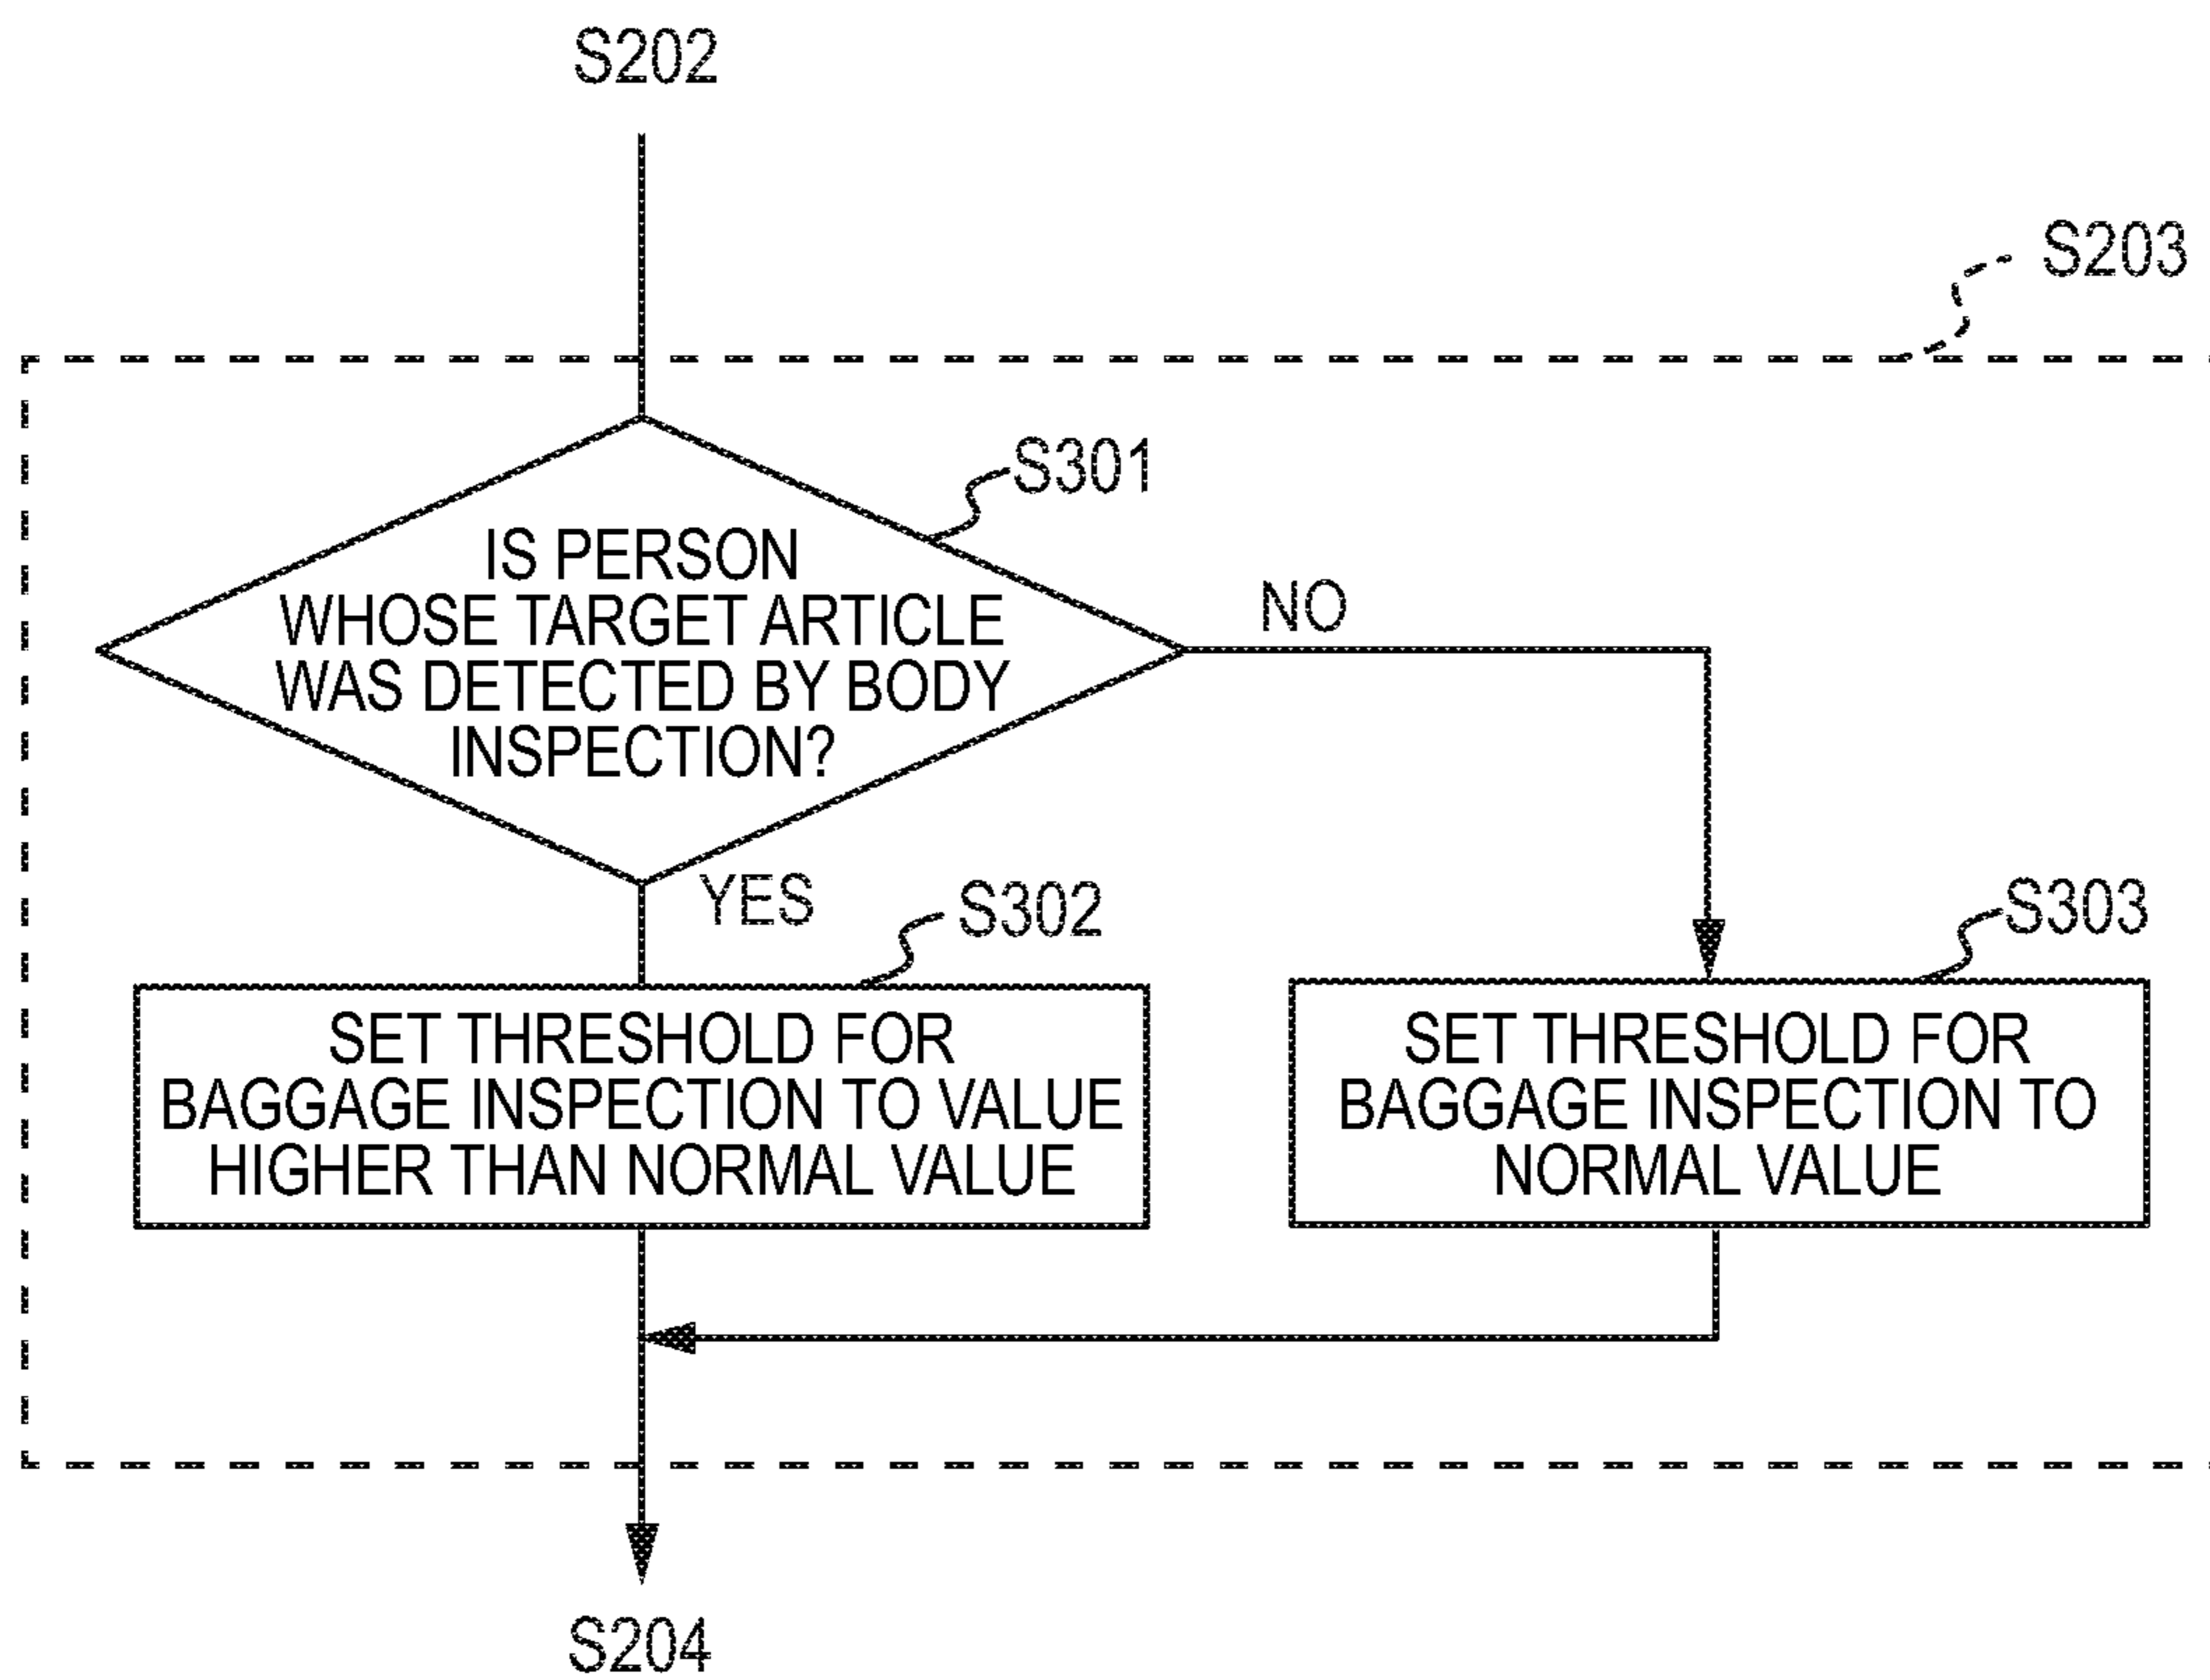 S202
S203
S301
IS PERSON
WHOSE TARGET ARTICLE
WAS DETECTED BY BODY
INSPECTION?
NO
YES
S302
SET THRESHOLD FOR
BAGGAGE INSPECTION TO VALUE
HIGHER THAN NORMAL VALUE
S303
SET THRESHOLD FOR
BAGGAGE INSPECTION TO
NORMAL VALUE
S204